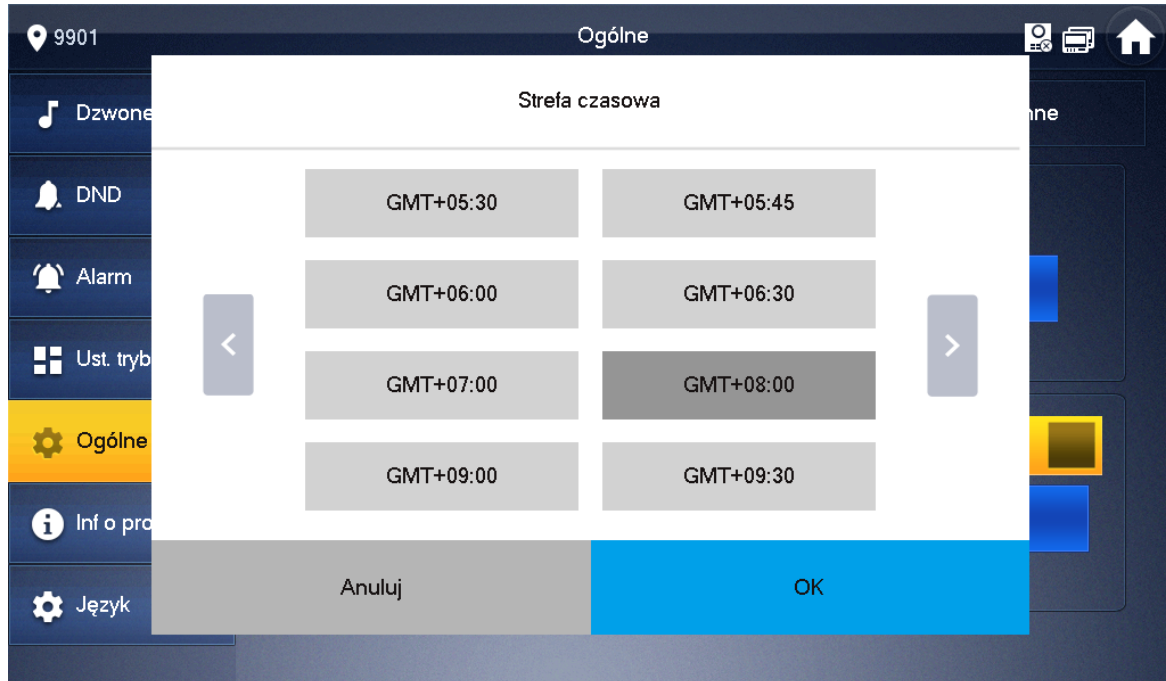 9901
Ogólne
Dzwone
Strefa czasowa
nne
DND
GMT+05:30
GMT+05:45
Alarm
GMT+06:00
GMT+06:30
Ust. tryb
GMT+07:00
GMT+08:00
Ogólne
GMT+09:00
GMT+09:30
Inf o pro
Anuluj
OK
Język